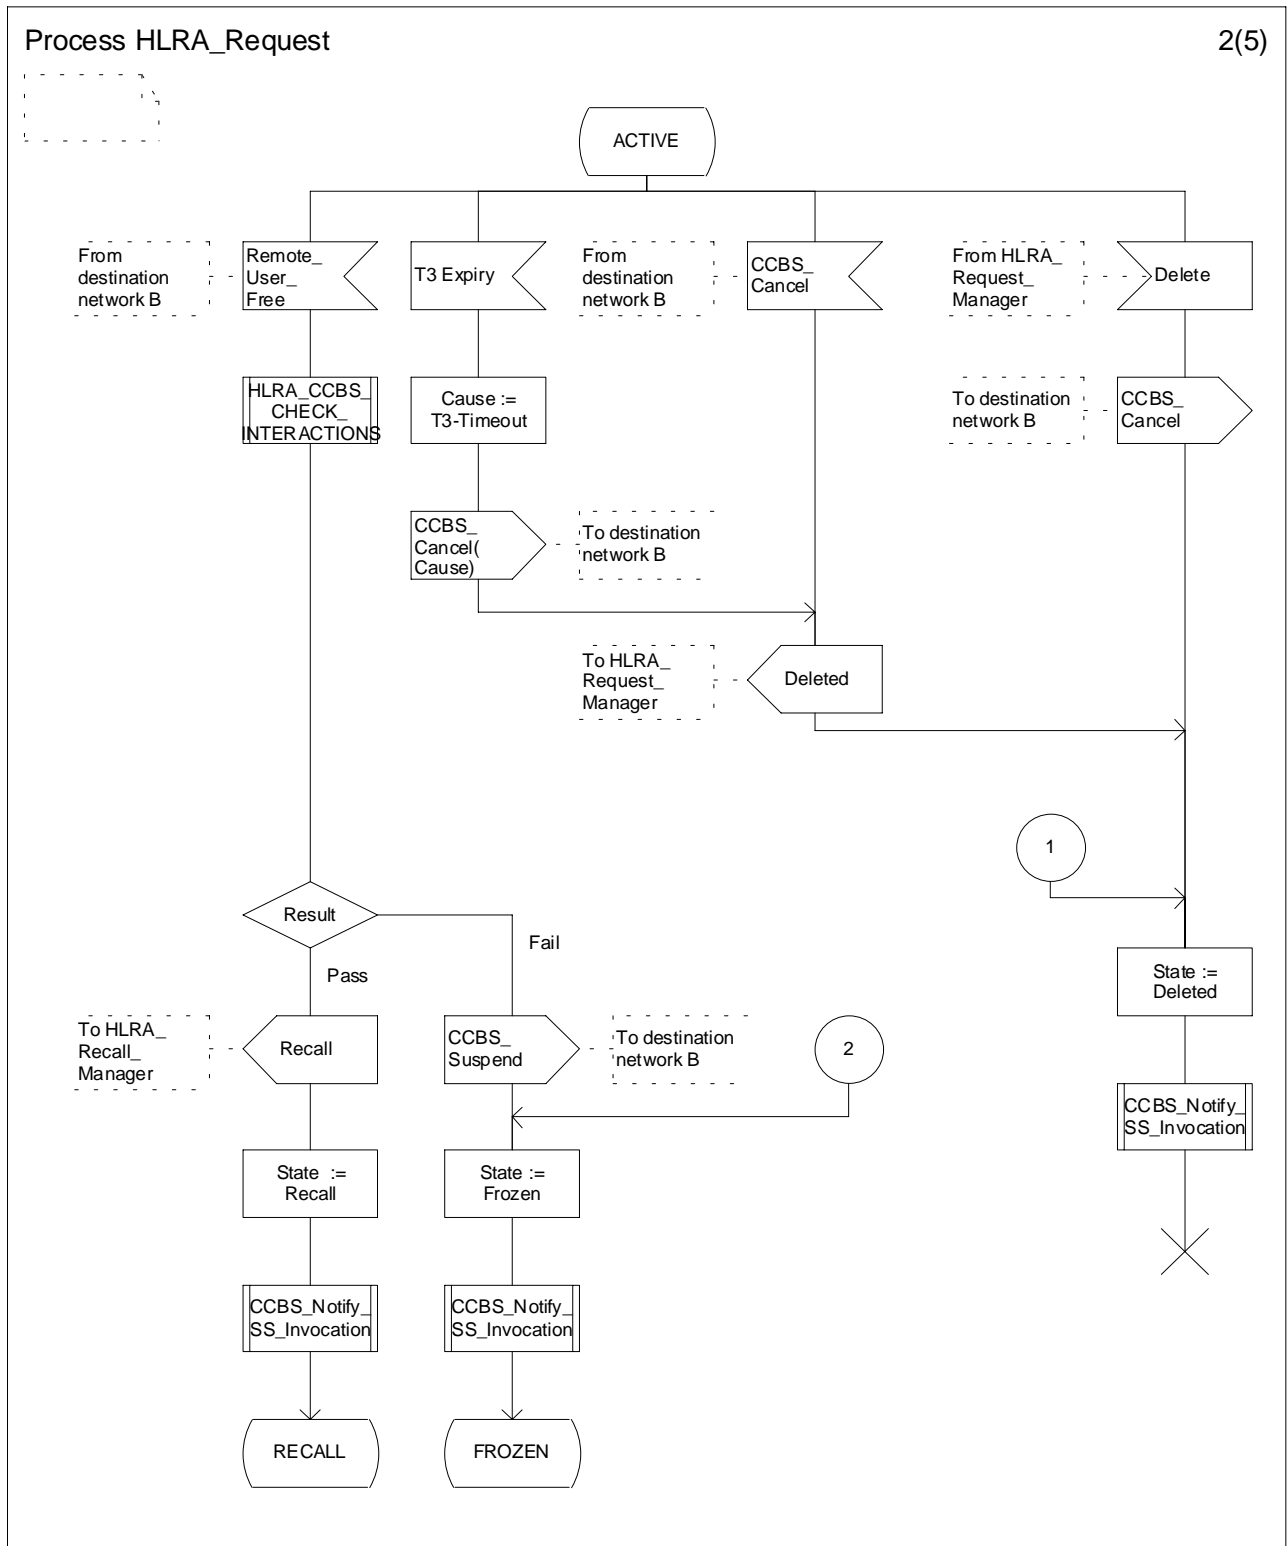 Process HLRA_Request
2(5)
ACTIVE
From
destination
network B
Remote_
User_
Free
T3 Expiry
From
destination
network B
CCBS_
Cancel
From HLRA_
Request_
Manager
Delete
HLRA_CCBS_
CHECK_
INTERACTIONS
Cause :=
T3-Timeout
To destination
network B
CCBS_
Cancel
CCBS_
Cancel(
Cause)
To destination
network B
To HLRA_
Request_
Manager
Deleted
1
Result
Fail
Pass
State :=
Deleted
To HLRA_
Recall_
Manager
Recall
CCBS_
Suspend
To destination
network B
2
CCBS_Notify_
SS_Invocation
State :=
Recall
State :=
Frozen
CCBS_Notify_
SS_Invocation
CCBS_Notify_
SS_Invocation
RECALL
FROZEN